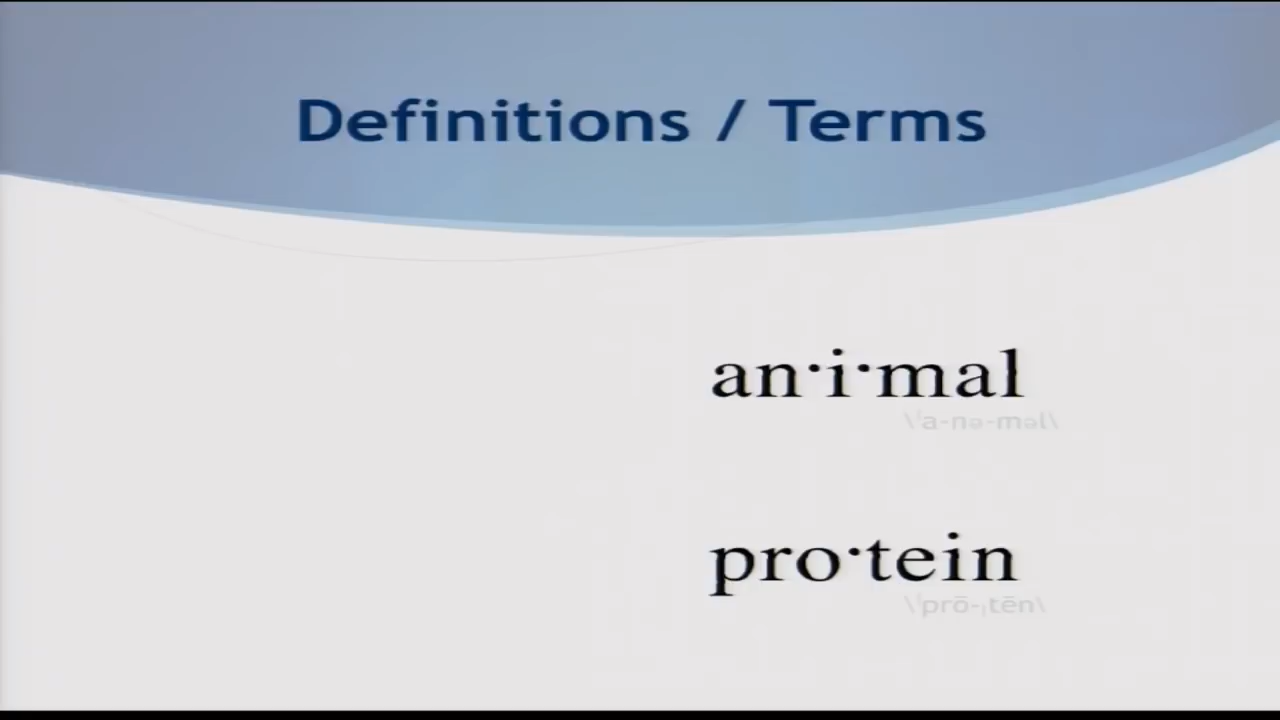 Definitions / Terms
an·i·mal
\ˈa-nə-məl\
pro·tein
\ˈprō-ˌtēn\